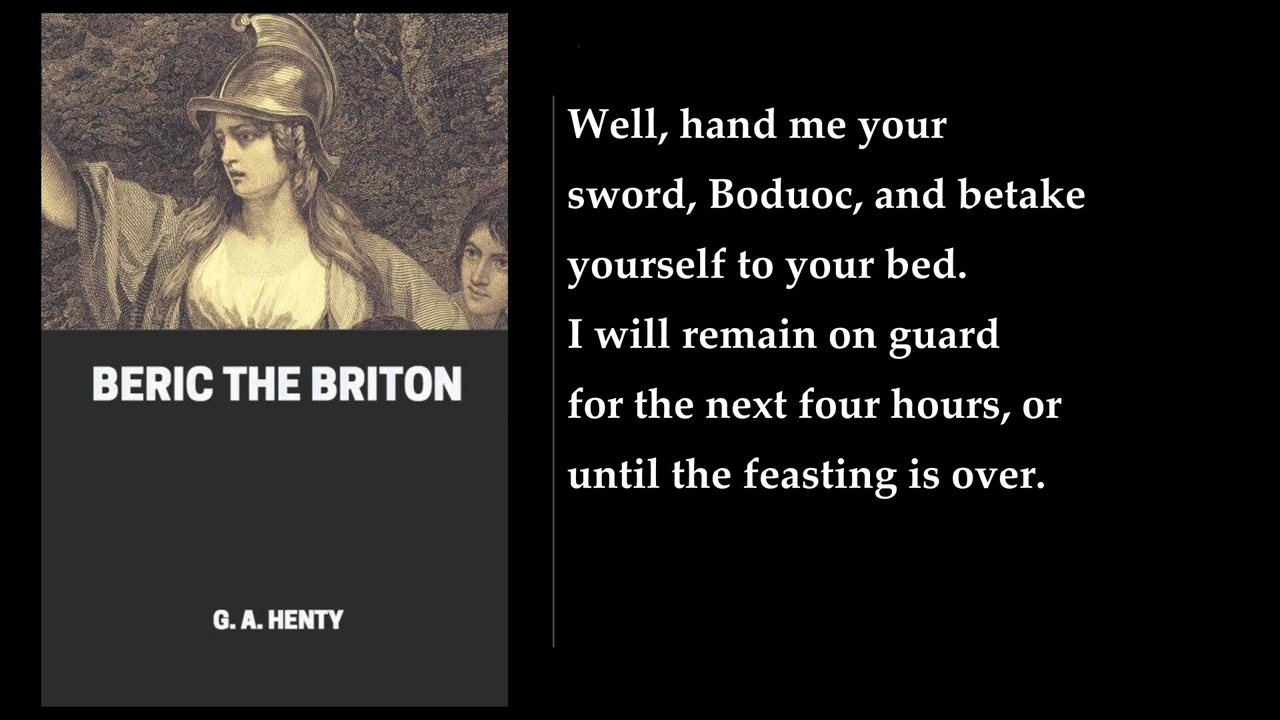 BERIC THE BRITON
G. A. HENTY
Well, hand me your
sword, Boduoc, and betake
yourself to your bed.
I will remain on guard
for the next four hours, or
until the feasting is over.